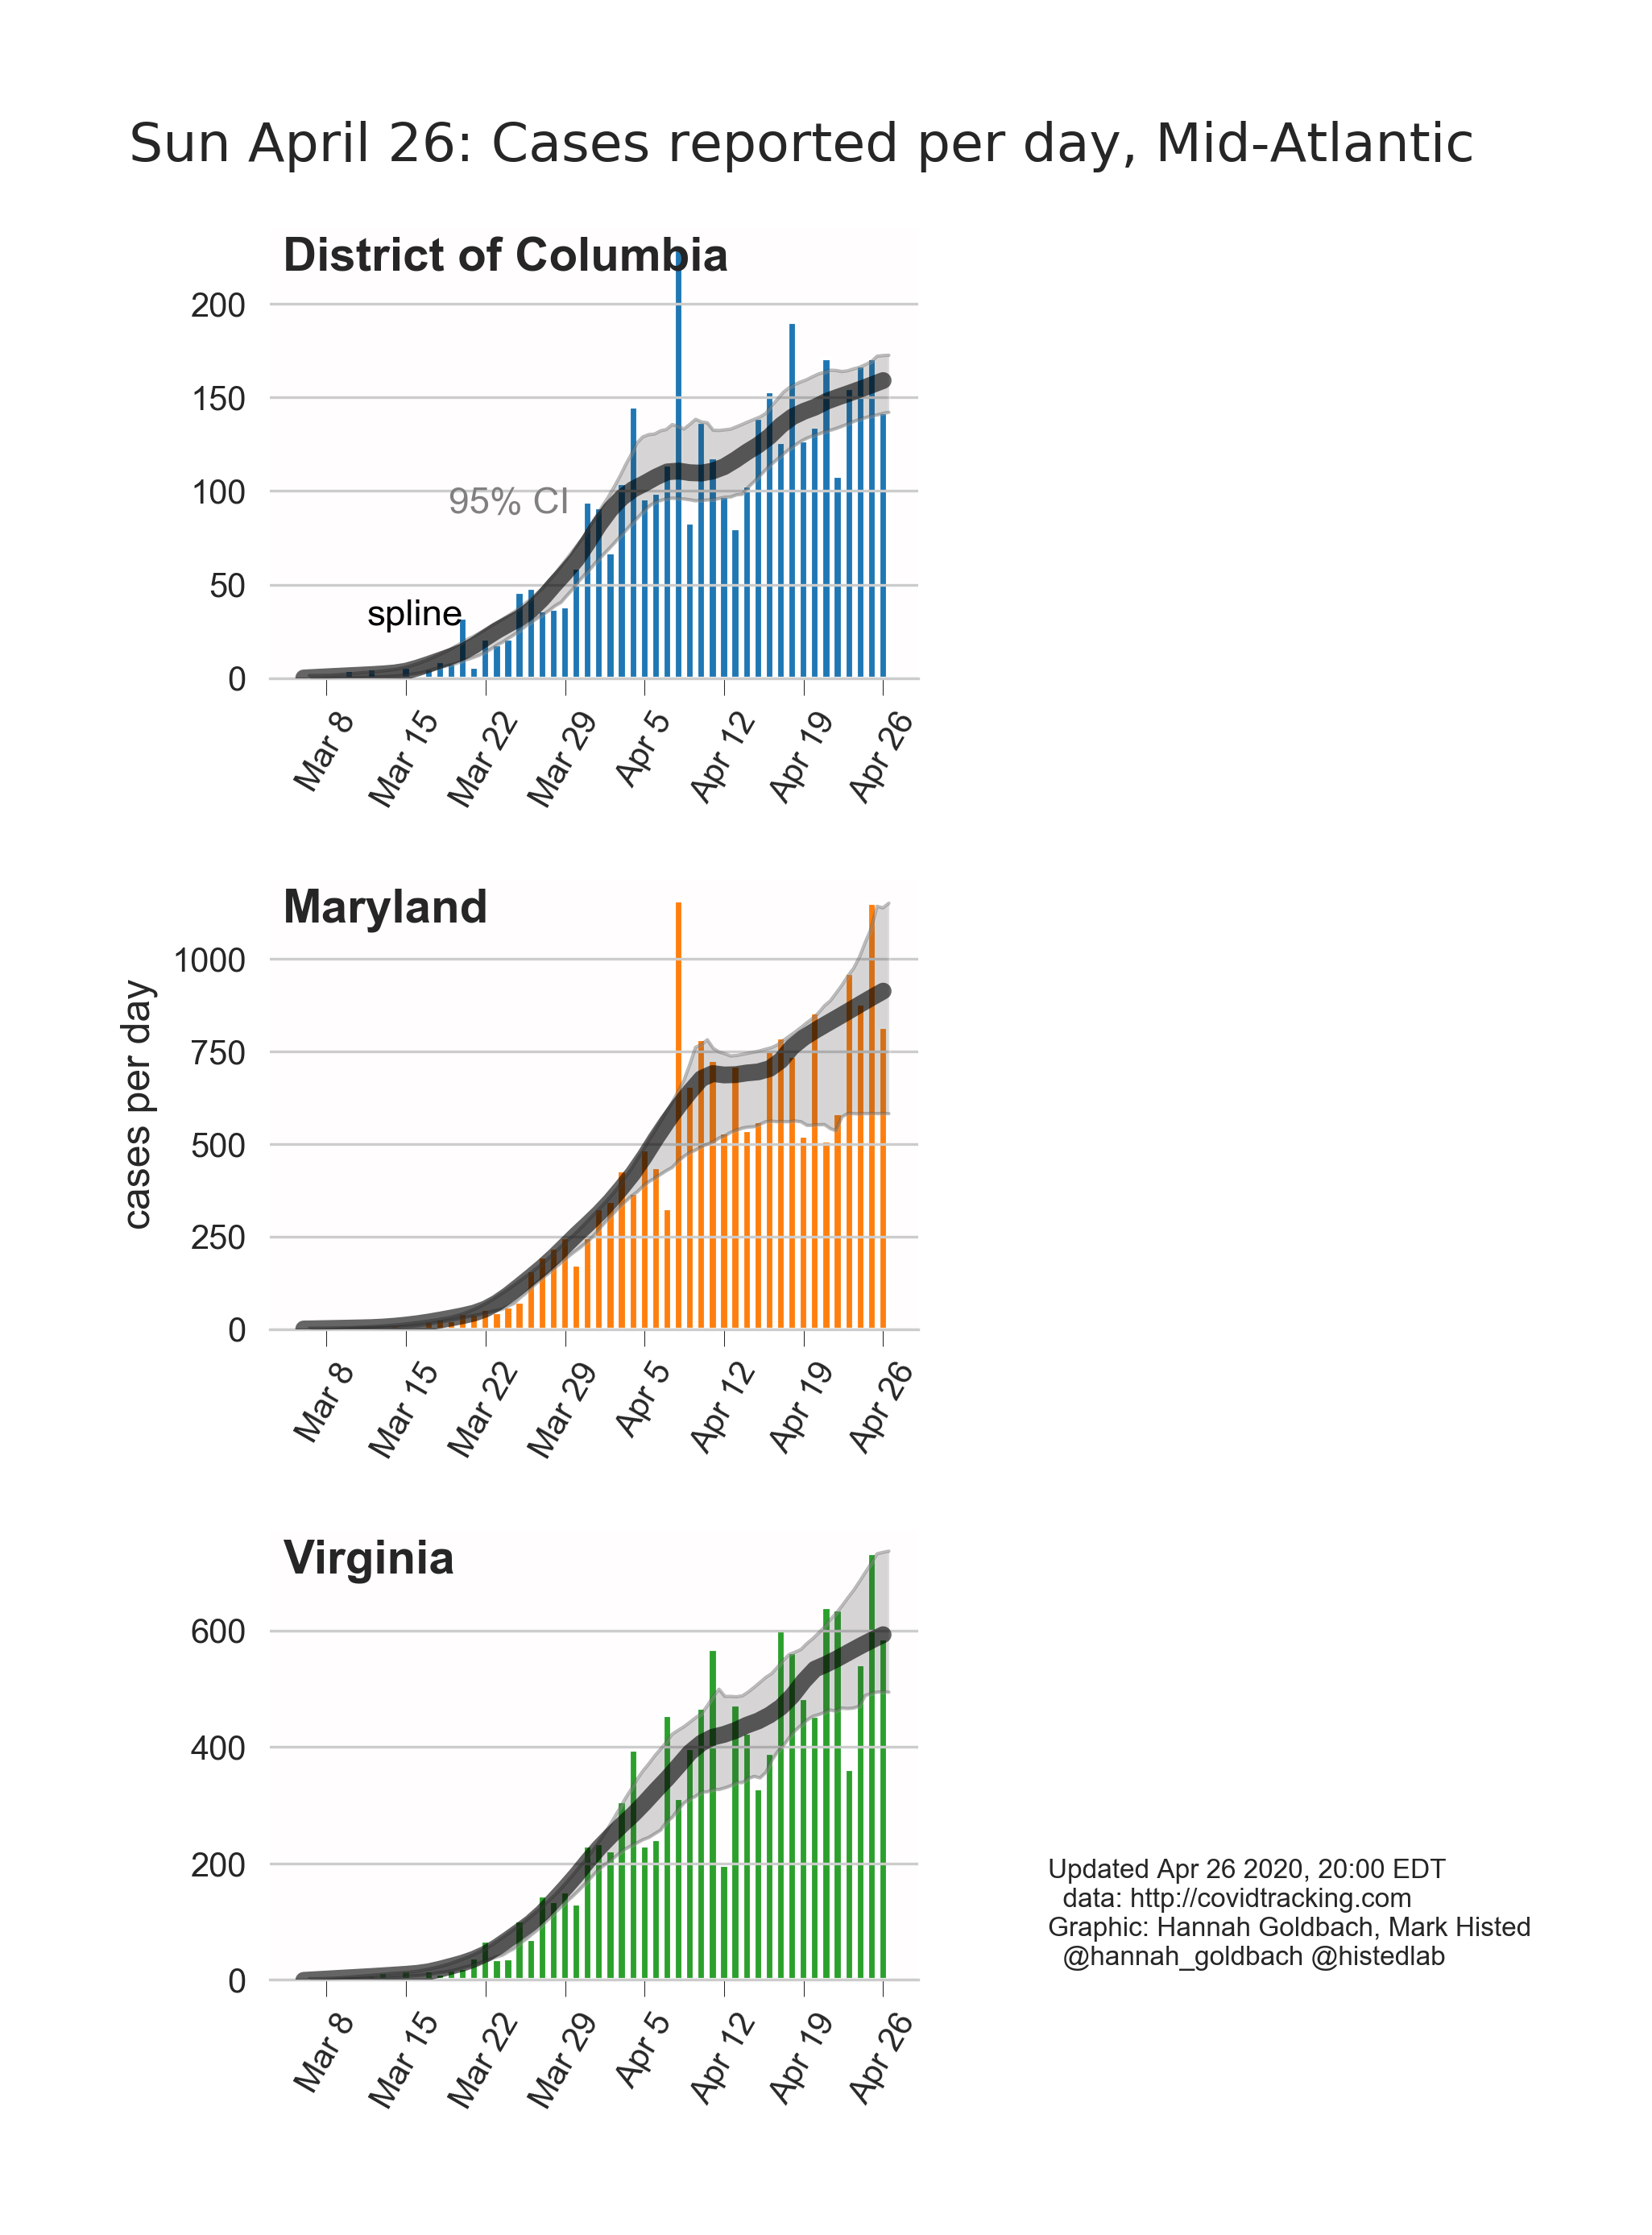 Sun April 26: Cases reported per day, Mid-Atlantic
District of Columbia
200
150
100
50
0
95% CI
spline
Mar 8
Mar 15
Mar 22
Mar 29
Apr 5
Apr 12
Apr 19
Apr 26
cases per day
Maryland
1000
750
500
250
0
Mar 8
Mar 15
Mar 22
Mar 29
Apr 5
Apr 12
Apr 19
Apr 26
Virginia
600
400
200
0
Mar 8
Mar 15
Mar 22
Mar 29
Apr 5
Apr 12
Apr 19
Apr 26
Updated Apr 26 2020, 20:00 EDT
data: http://covidtracking.com
Graphic: Hannah Goldbach, Mark Histed
@hannah_goldbach @histedlab